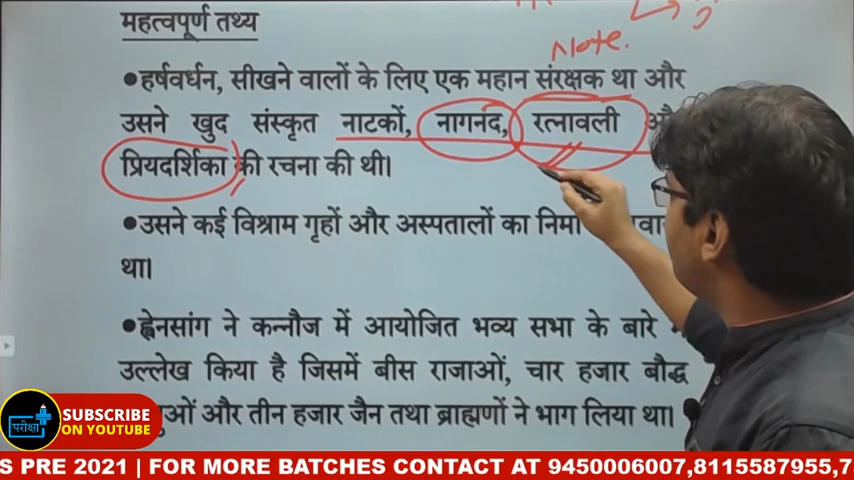 महत्वपूर्ण तथ्य
Note.
●हर्षवर्धन, सीखने वालों के लिए एक महान संरक्षक था और
उसने खुद संस्कृत नाटकों, नागनंद, रत्नावली
प्रियदर्शिका की रचना की थी।
●उसने कई विश्राम गृहों और अस्पतालों का
था।
●ह्वेनसांग ने कन्नौज में आयोजित भव्य सभा के बारे
उल्लेख किया है जिसमें बीस राजाओं, चार हजार बौद्ध
और तीन हजार जैन तथा ब्राह्मणों ने भाग लिया था।
परीक्षा
SUBSCRIBE
ON YOUTUBE
S PRE 2021 | FOR MORE BATCHES CONTACT AT 9450006007,8115587955,7